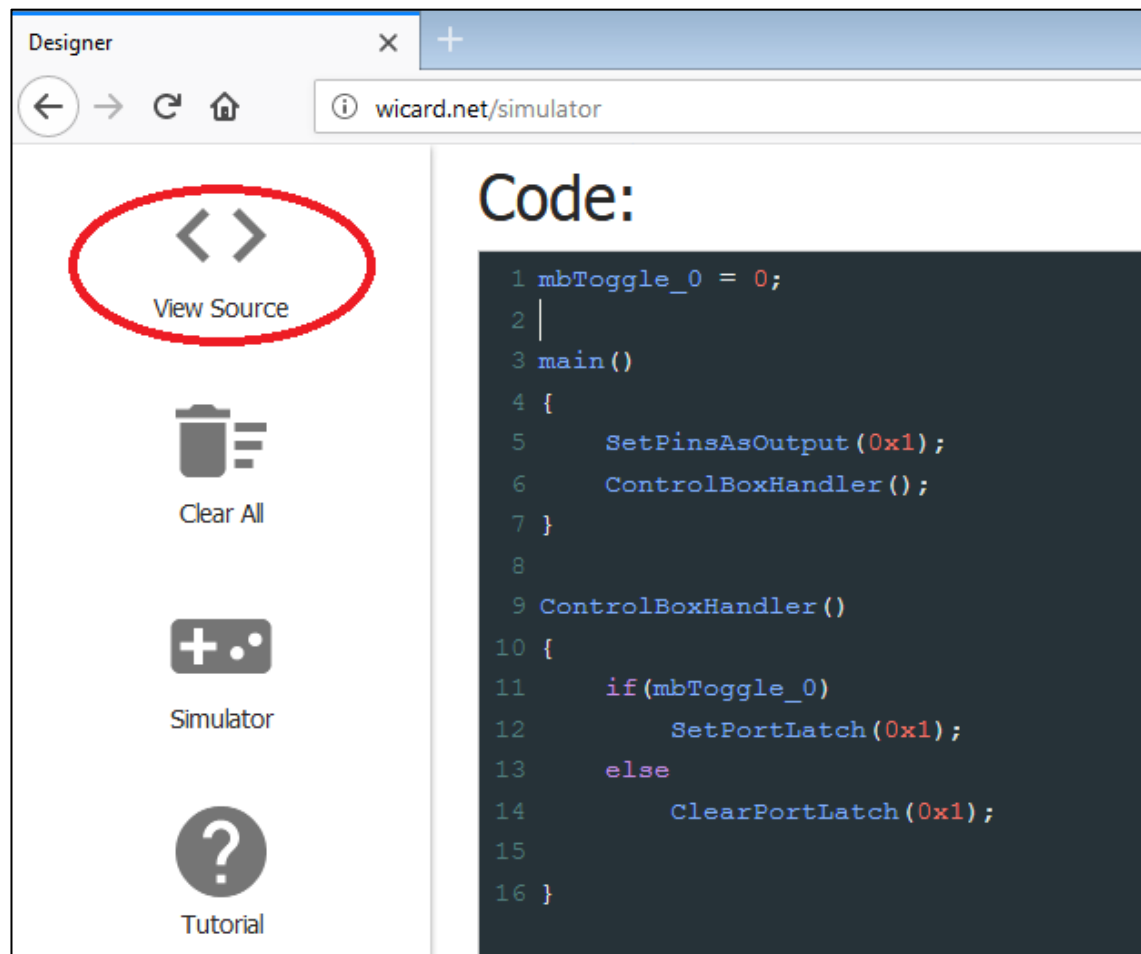 Designer
wicard.net/simulator
View Source
Clear All
Simulator
Tutorial
Code:
1 mbToggle_0 = 0;
2
3 main()
4 {
5     SetPinsAsOutput(0x1);
6     ControlBoxHandler();
7 }
8
9 ControlBoxHandler()
10 {
11     if(mbToggle_0)
12         SetPortLatch(0x1);
13     else
14         ClearPortLatch(0x1);
15
16 }